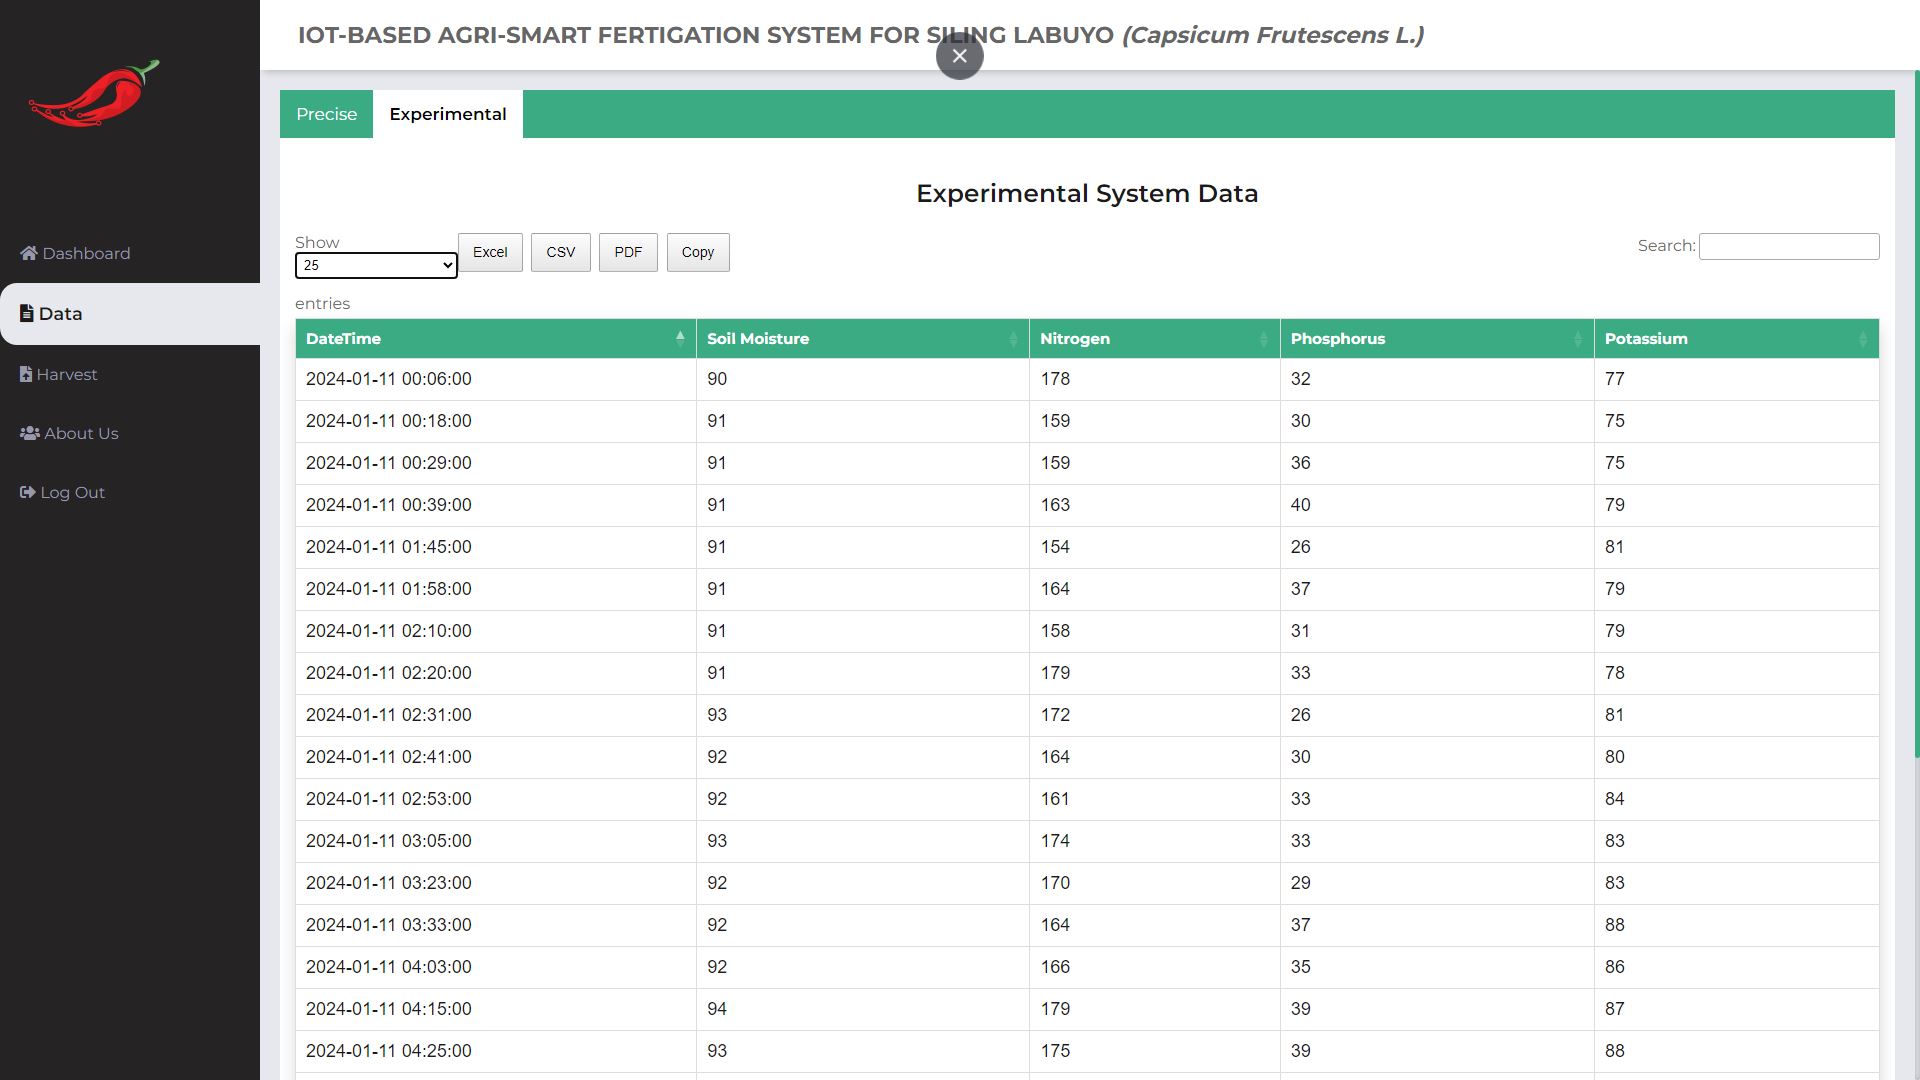 IOT-BASED AGRI-SMART FERTIGATION SYSTEM FOR SILING LABUYO (Capsicum Frutescens L.)
Dashboard
Data
Harvest
About Us
Log Out
Precise Experimental
Experimental System Data
Show
25
entries
Excel CSV PDF Copy
Search:
DateTime Soil Moisture Nitrogen Phosphorus Potassium
2024-01-11 00:06:00 90 178 32 77
2024-01-11 00:18:00 91 159 30 75
2024-01-11 00:29:00 91 159 36 75
2024-01-11 00:39:00 91 163 40 79
2024-01-11 01:45:00 91 154 26 81
2024-01-11 01:58:00 91 164 37 79
2024-01-11 02:10:00 91 158 31 79
2024-01-11 02:20:00 91 179 33 78
2024-01-11 02:31:00 93 172 26 81
2024-01-11 02:41:00 92 164 30 80
2024-01-11 02:53:00 92 161 33 84
2024-01-11 03:05:00 93 174 33 83
2024-01-11 03:23:00 92 170 29 83
2024-01-11 03:33:00 92 164 37 88
2024-01-11 04:03:00 92 166 35 86
2024-01-11 04:15:00 94 179 39 87
2024-01-11 04:25:00 93 175 39 88